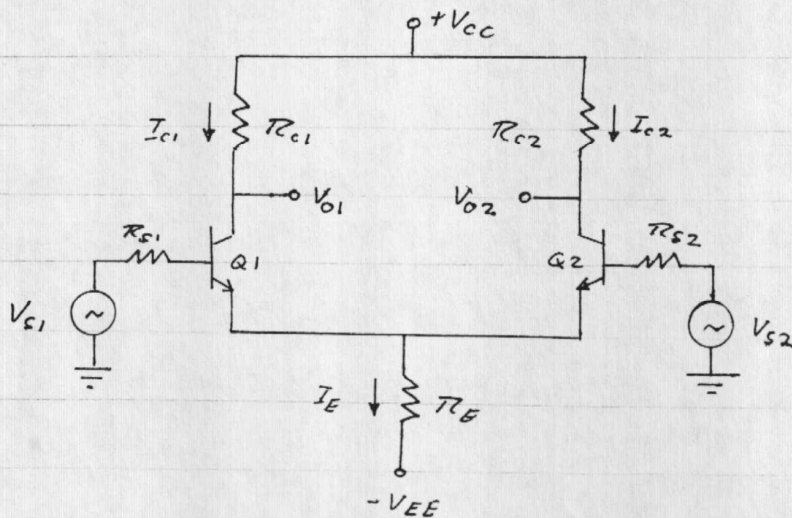 +VCC
IC1
RC1
RC2
IC2
VO1
VO2
RS1
Q1
Q2
RS2
VS1
VS2
IE
RE
-VEE